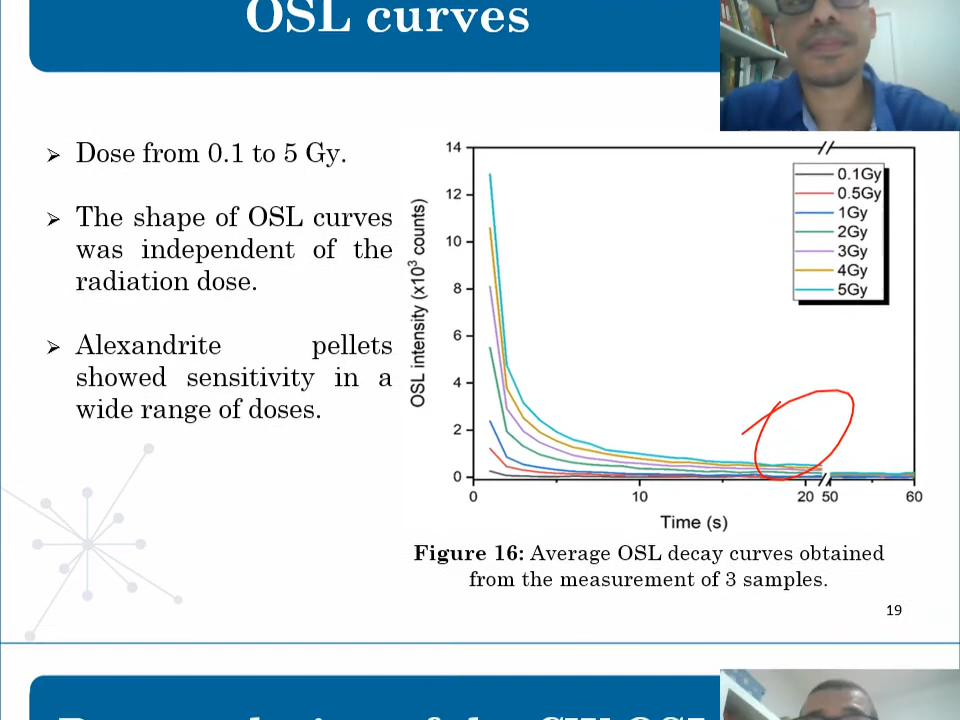 OSL curves
➢ Dose from 0.1 to 5 Gy.
➢ The shape of OSL curves
was independent of the
radiation dose.
➢ Alexandrite pellets
showed sensitivity in a
wide range of doses.
OSL intensity (x10³ counts)
14
12
10
8
6
4
2
0
0.1Gy
0.5Gy
1Gy
2Gy
3Gy
4Gy
5Gy
0 10 20 50 60
Time (s)
Figure 16: Average OSL decay curves obtained
from the measurement of 3 samples.
19